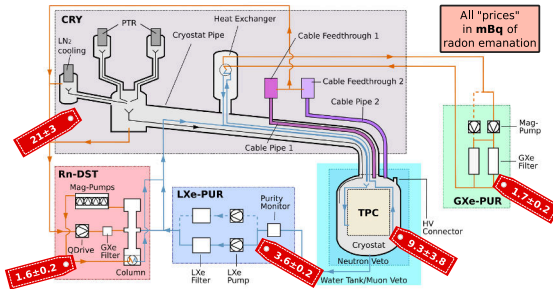 CRY
PTR
LN₂
cooling
Cryostat Pipe
Heat Exchanger
Cable Feedthrough 1
Cable Feedthrough 2
Cable Pipe 2
Cable Pipe 1
All "prices"
in mBq of
radon emanation
21±3
Mag-
Pump
GXe
Filter
GXe-PUR
1.7±0.2
Rn-DST
Mag-Pumps
QDrive
GXe
Filter
Column
1.6±0.2
LXe-PUR
Purity
Monitor
LXe
Filter
LXe
Pump
3.6±0.2
TPC
Cryostat
Neutron Veto
Water Tank/Muon Veto
HV
Connector
9.3±3.8